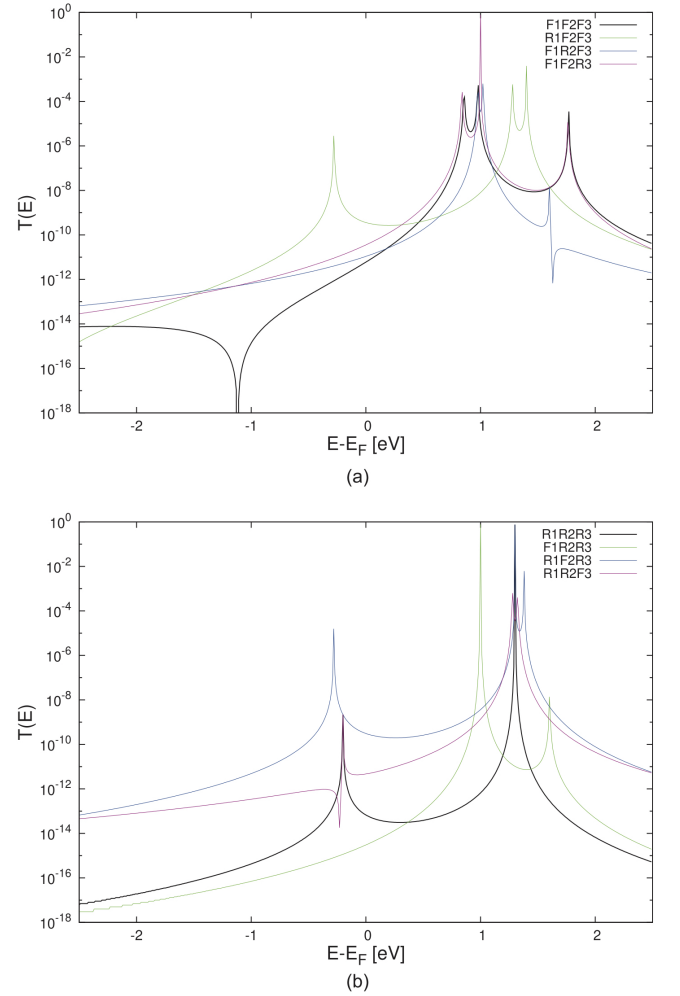 10^0
10^-2
10^-4
10^-6
10^-8
10^-10
10^-12
10^-14
10^-16
10^-18
T(E)
F1F2F3
R1F2F3
F1R2F3
F1F2R3
-2 -1 0 1 2
E-E_F [eV]
(a)
10^0
10^-2
10^-4
10^-6
10^-8
10^-10
10^-12
10^-14
10^-16
10^-18
T(E)
R1R2R3
F1R2R3
R1F2R3
R1R2F3
-2 -1 0 1 2
E-E_F [eV]
(b)